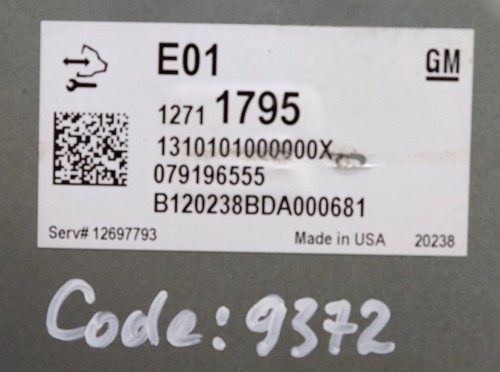 E01 GM
1271 1795
1310101000000X
079196555
B120238BDA000681
Serv# 12697793 Made in USA 20238
Code: 9372